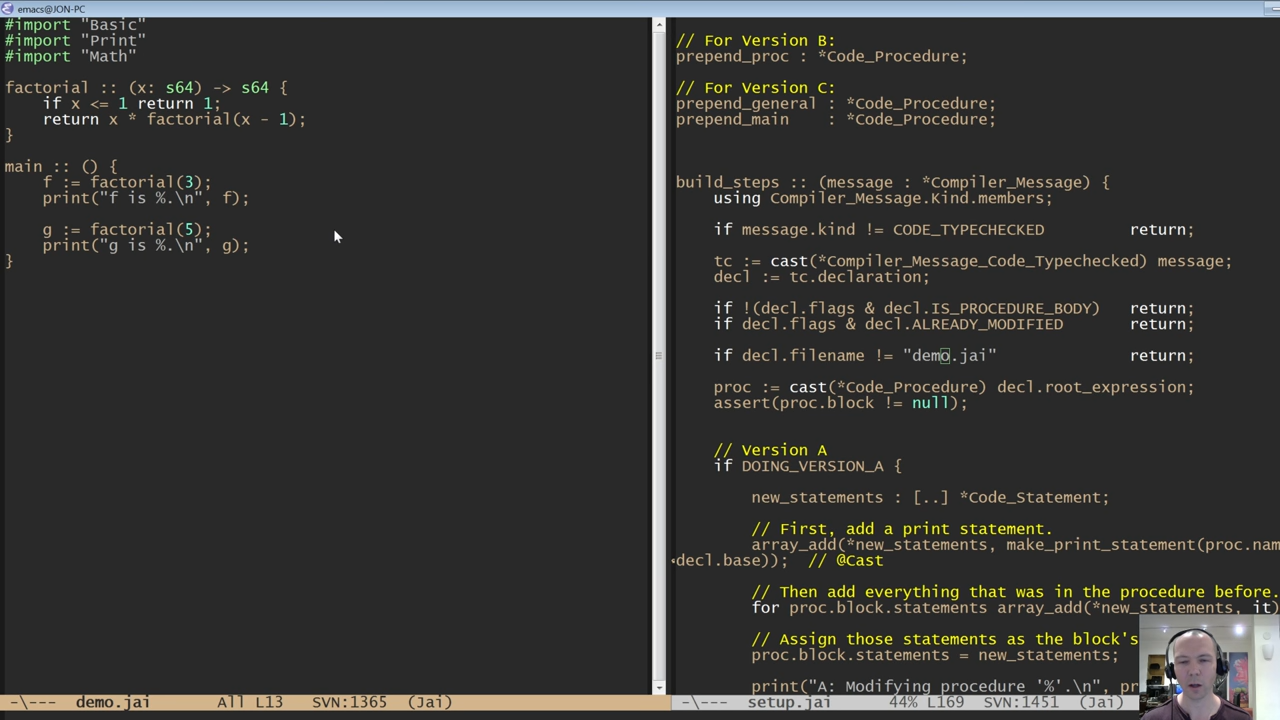 emacs@JON-PC
#import "Basic"
#import "Print"
#import "Math"
factorial :: (x: s64) -> s64 {
if x <= 1 return 1;
return x * factorial(x - 1);
}
main :: () {
f := factorial(3);
print("f is %.\n", f);
g := factorial(5);
print("g is %.\n", g);
}
-\--- demo.jai All L13 SVN:1365 (Jai)
// For Version B:
prepend_proc : *Code_Procedure;
// For Version C:
prepend_general : *Code_Procedure;
prepend_main : *Code_Procedure;
build_steps :: (message : *Compiler_Message) {
using Compiler_Message.Kind.members;
if message.kind != CODE_TYPECHECKED return;
tc := cast(*Compiler_Message_Code_Typechecked) message;
decl := tc.declaration;
if !(decl.flags & decl.IS_PROCEDURE_BODY) return;
if decl.flags & decl.ALREADY_MODIFIED return;
if decl.filename != "demo.jai" return;
proc := cast(*Code_Procedure) decl.root_expression;
assert(proc.block != null);
// Version A
if DOING_VERSION_A {
new_statements : [..] *Code_Statement;
// First, add a print statement.
array_add(*new_statements, make_print_statement(proc.nam
decl.base)); // @Cast
// Then add everything that was in the procedure before.
for proc.block.statements array_add(*new_statements, it)
// Assign those statements as the block's
proc.block.statements = new_statements;
print("A: Modifying procedure '%'.\n", pr
-\--- setup.jai 44% L169 SVN:1451 (Jai)